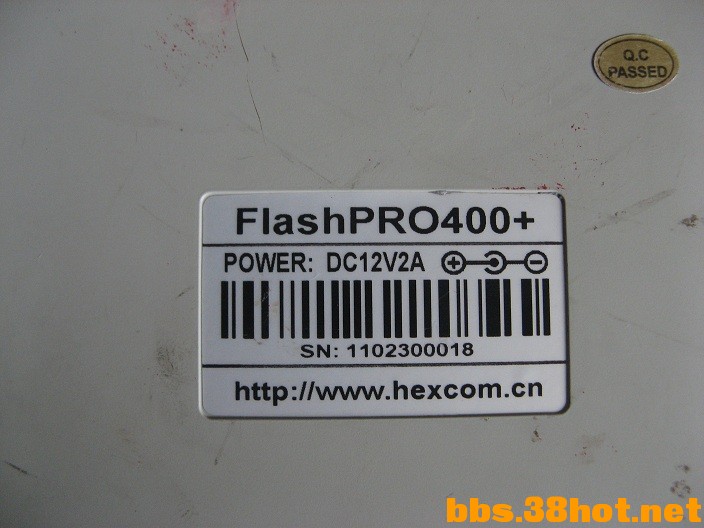 Q.C
PASSED
FlashPRO400+
POWER: DC12V2A
SN: 1102300018
http://www.hexcom.cn
bbs.38hot.net